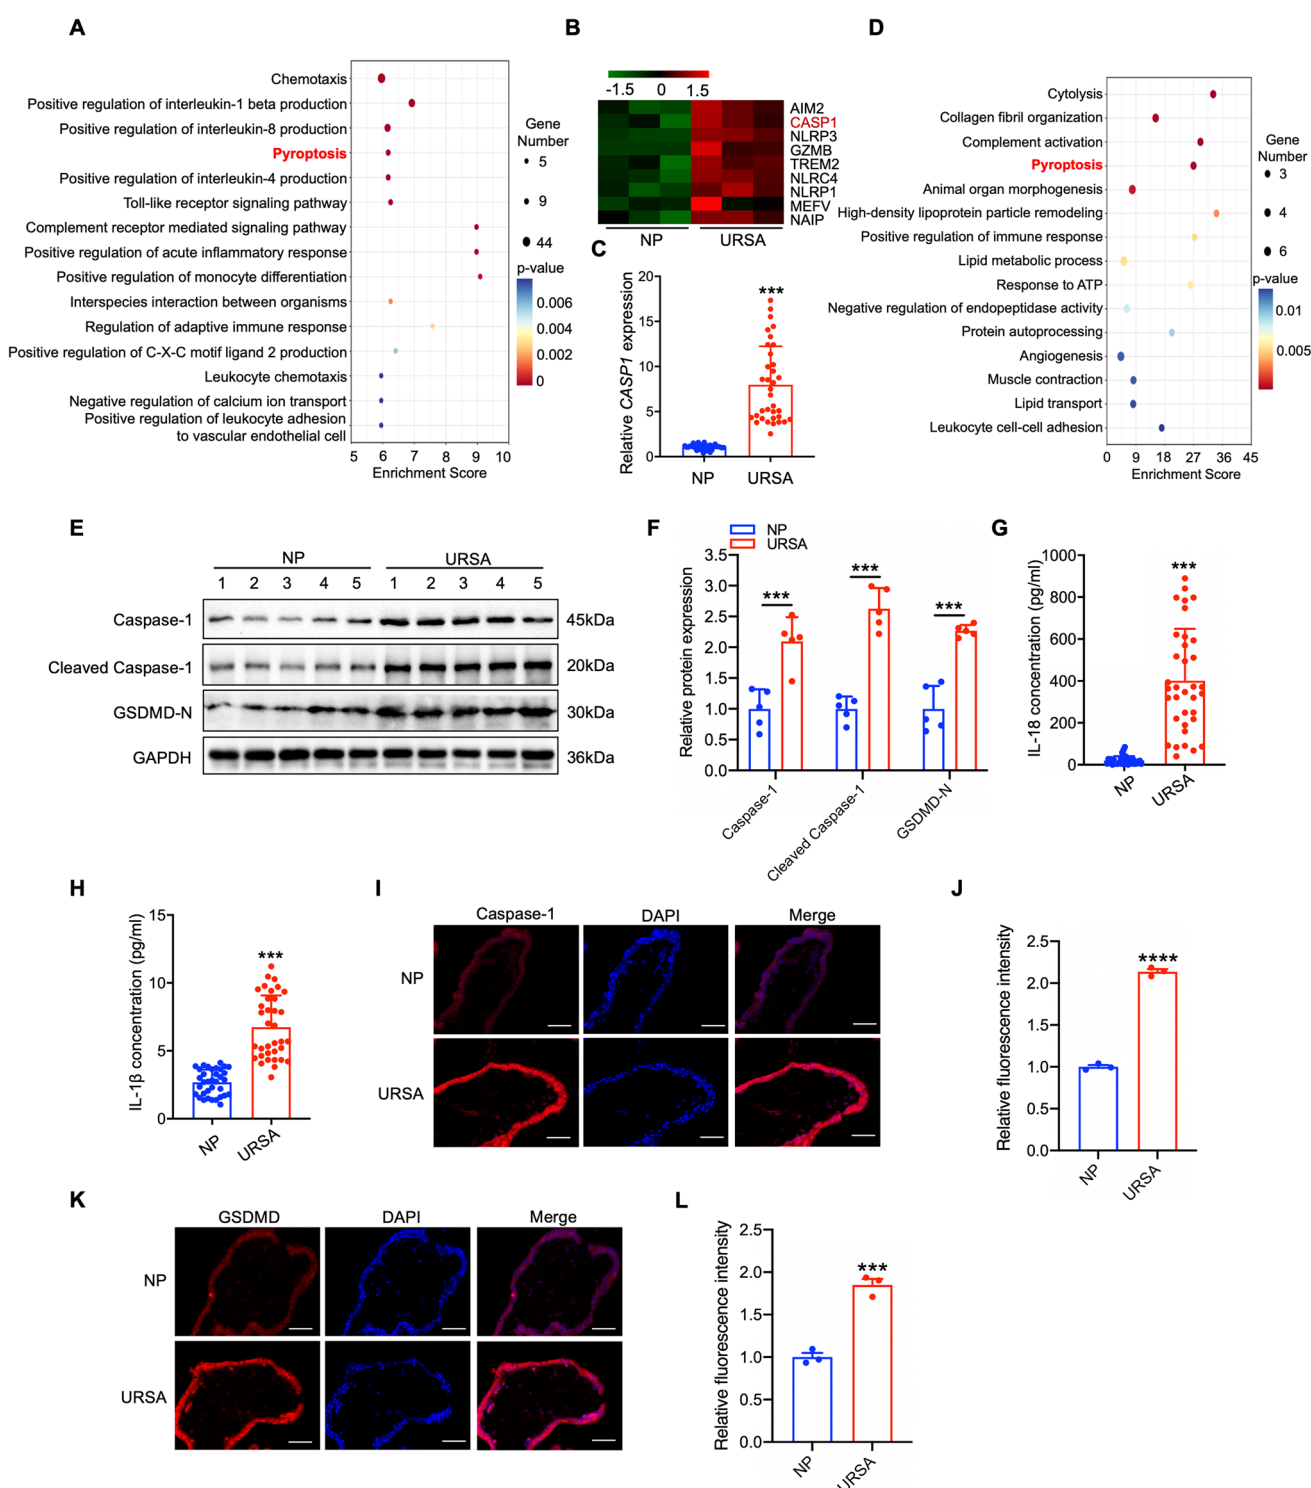 A
Chemotaxis
Positive regulation of interleukin-1 beta production
Positive regulation of interleukin-8 production
Pyroptosis
Positive regulation of interleukin-4 production
Toll-like receptor signaling pathway
Complement receptor mediated signaling pathway
Positive regulation of acute inflammatory response
Positive regulation of monocyte differentiation
Interspecies interaction between organisms
Regulation of adaptive immune response
Positive regulation of C-X-C motif ligand 2 production
Leukocyte chemotaxis
Negative regulation of calcium ion transport
Positive regulation of leukocyte adhesion
to vascular endothelial cell
5 6 7 8 9 10
Enrichment Score
Gene
Number
5
9
44
p-value
0.006
0.004
0.002
0
B
-1.5 0 1.5
AIM2
CASP1
NLRP3
GZMB
TREM2
NLRC4
NLRP1
MEFV
NAIP
NP URSA
C
Relative CASP1 expression
20
15
10
5
0
***
NP URSA
D
Cytolysis
Collagen fibril organization
Complement activation
Pyroptosis
Animal organ morphogenesis
High-density lipoprotein particle remodeling
Positive regulation of immune response
Lipid metabolic process
Response to ATP
Negative regulation of endopeptidase activity
Protein autoprocessing
Angiogenesis
Muscle contraction
Lipid transport
Leukocyte cell-cell adhesion
0 9 18 27 36 45
Enrichment Score
Gene
Number
3
4
6
p-value
0.01
0.005
E
NP URSA
1 2 3 4 5 1 2 3 4 5
Caspase-1 45kDa
Cleaved Caspase-1 20kDa
GSDMD-N 30kDa
GAPDH 36kDa
F
NP
URSA
Relative protein expression
3.5
3.0
2.5
2.0
1.5
1.0
0.5
0.0
*** *** ***
Caspase-1
Cleaved Caspase-1
GSDMD-N
G
IL-18 concentration (pg/ml)
1000
800
600
400
200
0
***
NP URSA
H
IL-1β concentration (pg/ml)
15
10
5
0
***
NP URSA
I
Caspase-1 DAPI Merge
NP
URSA
J
Relative fluorescence intensity
2.5
2.0
1.5
1.0
0.5
0.0
****
NP URSA
K
GSDMD DAPI Merge
NP
URSA
L
Relative fluorescence intensity
2.5
2.0
1.5
1.0
0.5
0.0
***
NP URSA